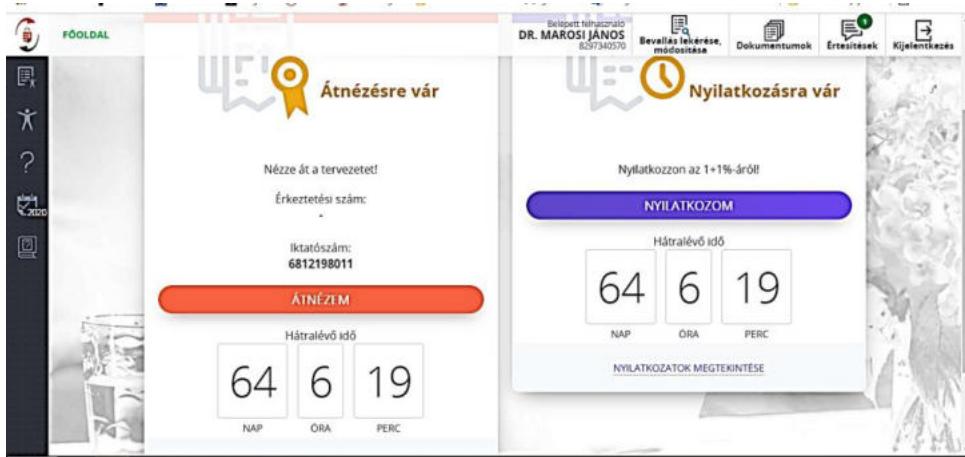 FŐOLDAL
Belépett felhasználó
DR. MAROSI JÁNOS
8297340570
Bevallás lekérése,
módosítása
Dokumentumok
1
Értesítések
Kijelentkezés
2020
Átnézésre vár
Nézze át a tervezetet!
Érkeztetési szám:
-
Iktatószám:
6812198011
ÁTNÉZEM
Hátralévő idő
64 6 19
NAP ÓRA PERC
Nyilatkozásra vár
Nyilatkozzon az 1+1%-áról!
NYILATKOZOM
Hátralévő idő
64 6 19
NAP ÓRA PERC
NYILATKOZATOK MEGTEKINTÉSE